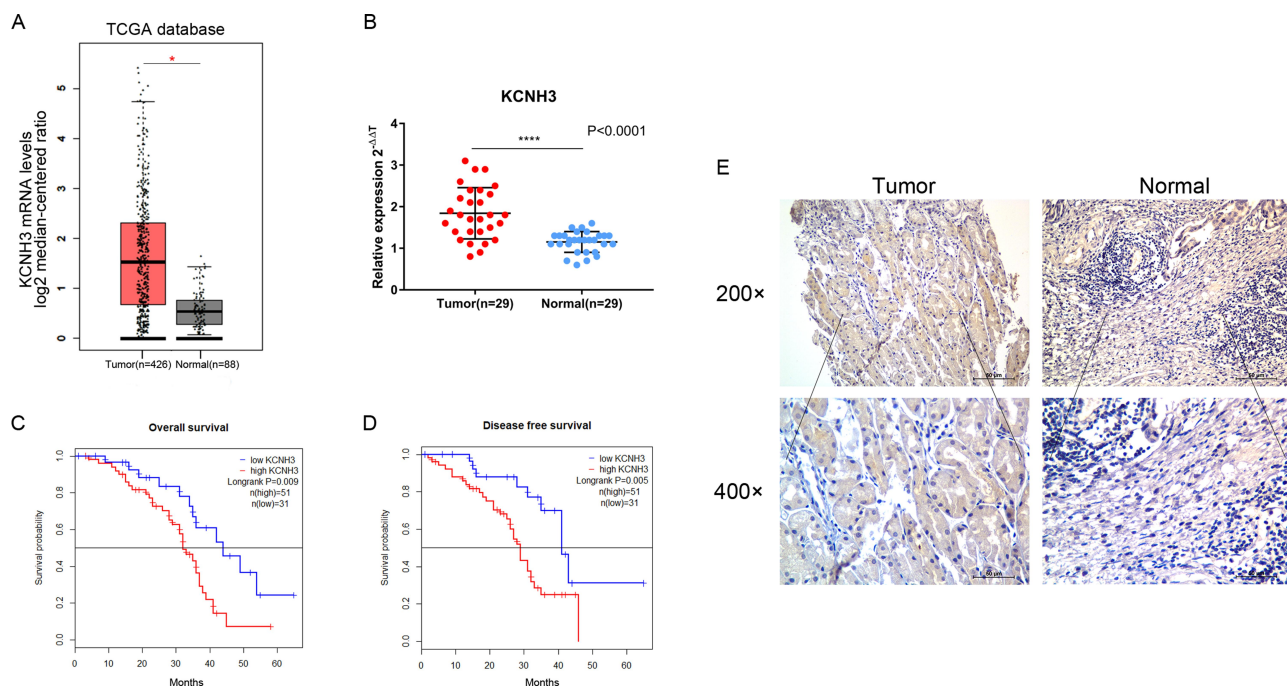 A
TCGA database
*
KCNH3 mRNA levels
log2 median-centered ratio
5
4
3
2
1
0
Tumor(n=426)
Normal(n=88)
B
KCNH3
P<0.0001
****
Relative expression 2-ΔΔT
4
3
2
1
0
Tumor(n=29)
Normal(n=29)
C
Overall survival
low KCNH3
high KCNH3
Longrank P=0.009
n(high)=51
n(low)=31
Survival probability
1.0
0.8
0.6
0.4
0.2
0.0
0
10
20
30
40
50
60
Months
D
Disease free survival
low KCNH3
high KCNH3
Longrank P=0.005
n(high)=51
n(low)=31
Survival probability
1.0
0.8
0.6
0.4
0.2
0.0
0
10
20
30
40
50
60
Months
E
Tumor
Normal
200×
50 μm
400×
50 μm